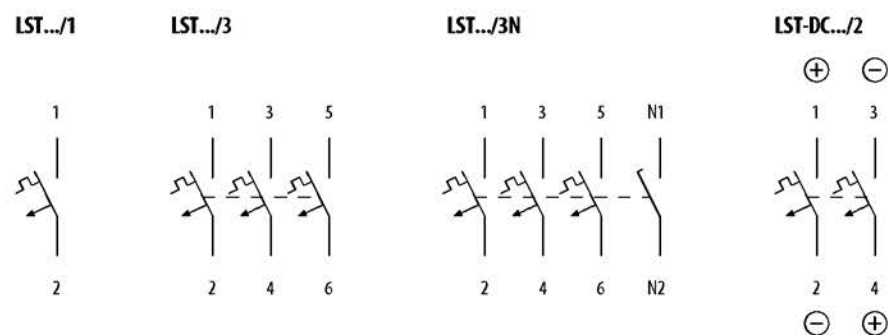 LST.../1 LST.../3 LST.../3N LST-DC.../2
+ −
1 1 3 5 1 3 5 N1 1 3
2 2 4 6 2 4 6 N2 2 4
− +